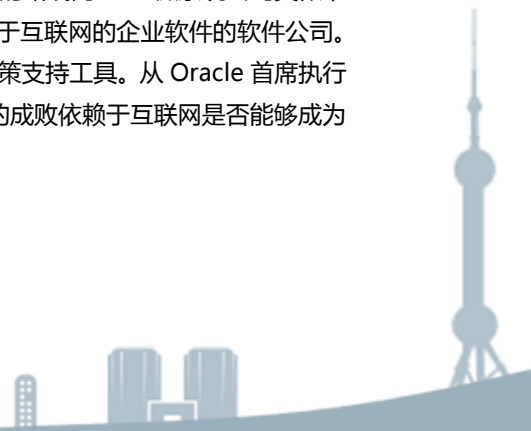 于互联网的企业软件的软件公司。
策支持工具。从 Oracle 首席执行
的成败依赖于互联网是否能够成为